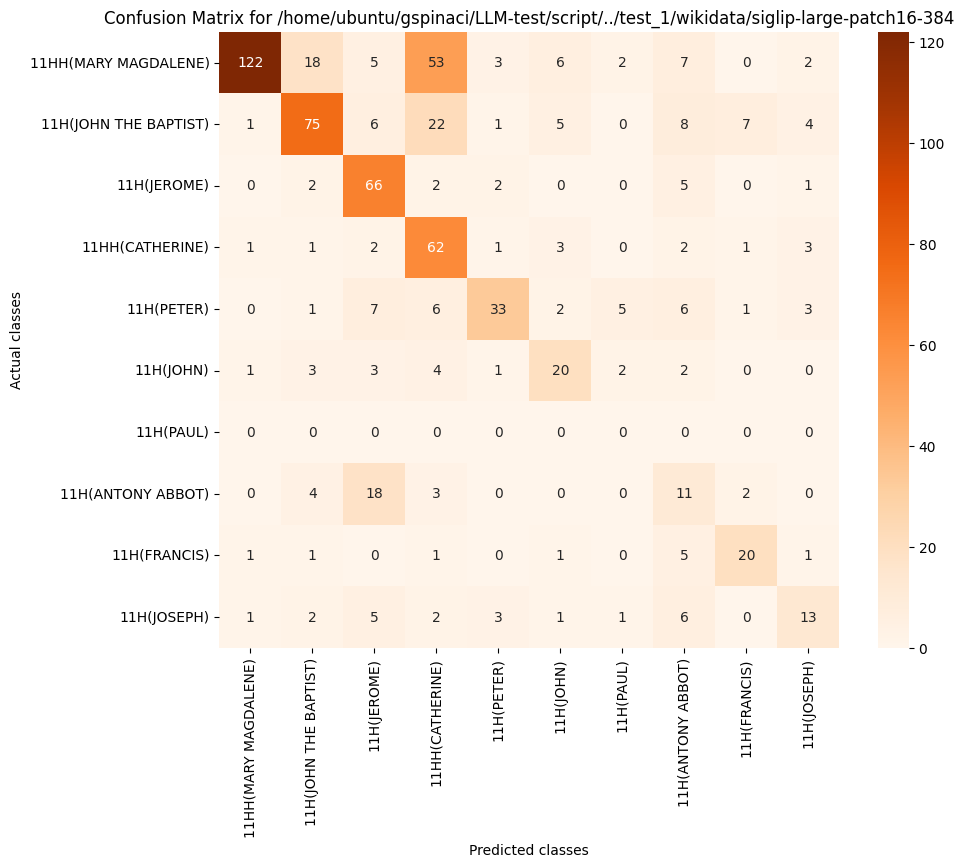 Confusion Matrix for /home/ubuntu/gspinaci/LLM-test/script/../test_1/wikidata/siglip-large-patch16-384
Actual classes
11HH(MARY MAGDALENE) 122 18 5 53 3 6 2 7 0 2
11H(JOHN THE BAPTIST) 1 75 6 22 1 5 0 8 7 4
11H(JEROME) 0 2 66 2 2 0 0 5 0 1
11HH(CATHERINE) 1 1 2 62 1 3 0 2 1 3
11H(PETER) 0 1 7 6 33 2 5 6 1 3
11H(JOHN) 1 3 3 4 1 20 2 2 0 0
11H(PAUL) 0 0 0 0 0 0 0 0 0 0
11H(ANTONY ABBOT) 0 4 18 3 0 0 0 11 2 0
11H(FRANCIS) 1 1 0 1 0 1 0 5 20 1
11H(JOSEPH) 1 2 5 2 3 1 1 6 0 13
11HH(MARY MAGDALENE)
11H(JOHN THE BAPTIST)
11H(JEROME)
11HH(CATHERINE)
11H(PETER)
11H(JOHN)
11H(PAUL)
11H(ANTONY ABBOT)
11H(FRANCIS)
11H(JOSEPH)
Predicted classes
120
100
80
60
40
20
0